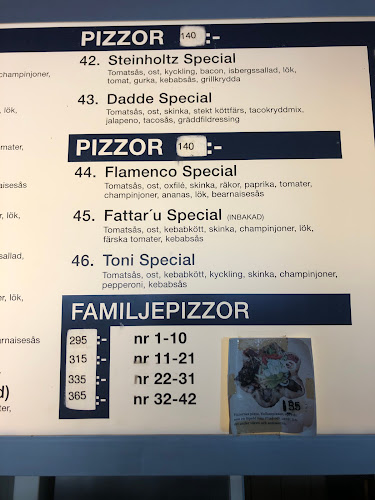 PIZZOR 140 :-
42. Steinholtz Special
Tomatsås, ost, kyckling, bacon, isbergssallad, lök,
tomat, gurka, kebabsås, grillkrydda
43. Dadde Special
Tomatsås, ost, skinka, stekt köttfärs, tacokryddmix,
jalapeno, tacosås, gräddfildressing
PIZZOR 140 :-
44. Flamenco Special
Tomatsås, ost, oxfilé, skinka, räkor, paprika, tomater,
champinjoner, ananas, lök, bearnaisesås
45. Fattar´u Special (INBAKAD)
Tomatsås, ost, kebabkött, skinka, champinjoner, lök,
färska tomater, kebabsås
46. Toni Special
Tomatsås, ost, kebabkött, kyckling, skinka, champinjoner,
pepperoni, kebabsås
FAMILJEPIZZOR
295 :- nr 1-10
315 :- nr 11-21
335 :- nr 22-31
365 :- nr 32-42
champinjoner,
lök,
lök,